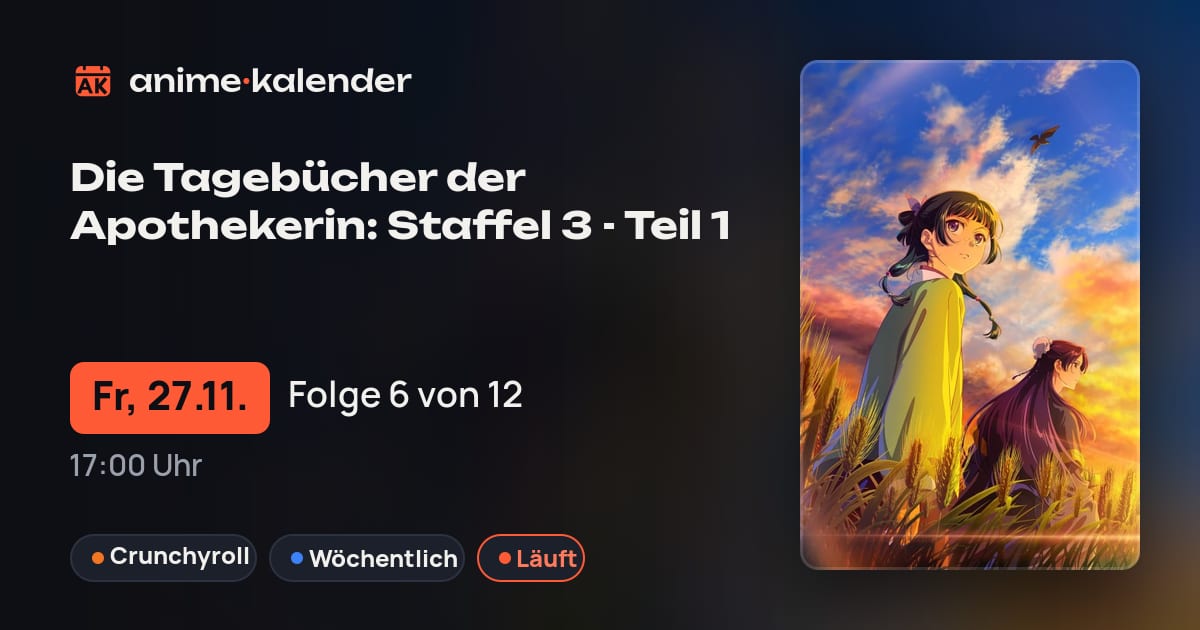 AK
anime·kalender
Die Tagebücher der
Apothekerin: Staffel 3 - Teil 1
Fr, 27.11.
Folge 6 von 12
17:00 Uhr
Crunchyroll
Wöchentlich
Läuft